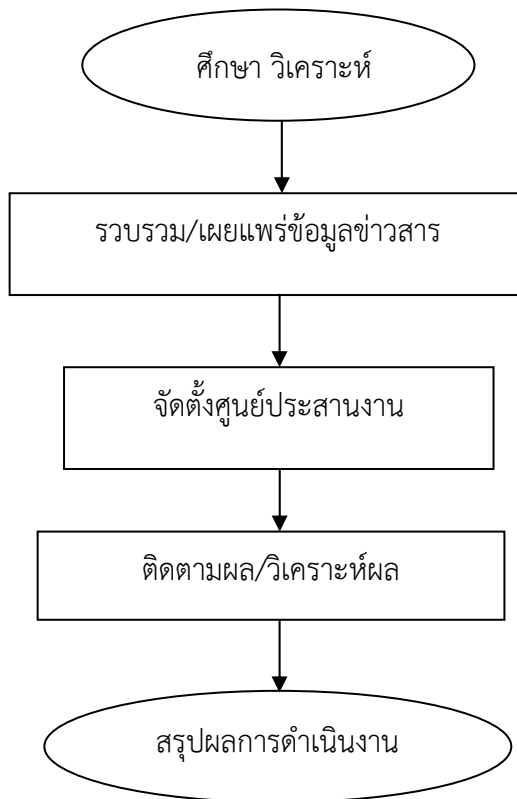 ศึกษา วิเคราะห์
รวบรวม/เผยแพร่ข้อมูลข่าวสาร
จัดตั้งศูนย์ประสานงาน
ติดตามผล/วิเคราะห์ผล
สรุปผลการดำเนินงาน